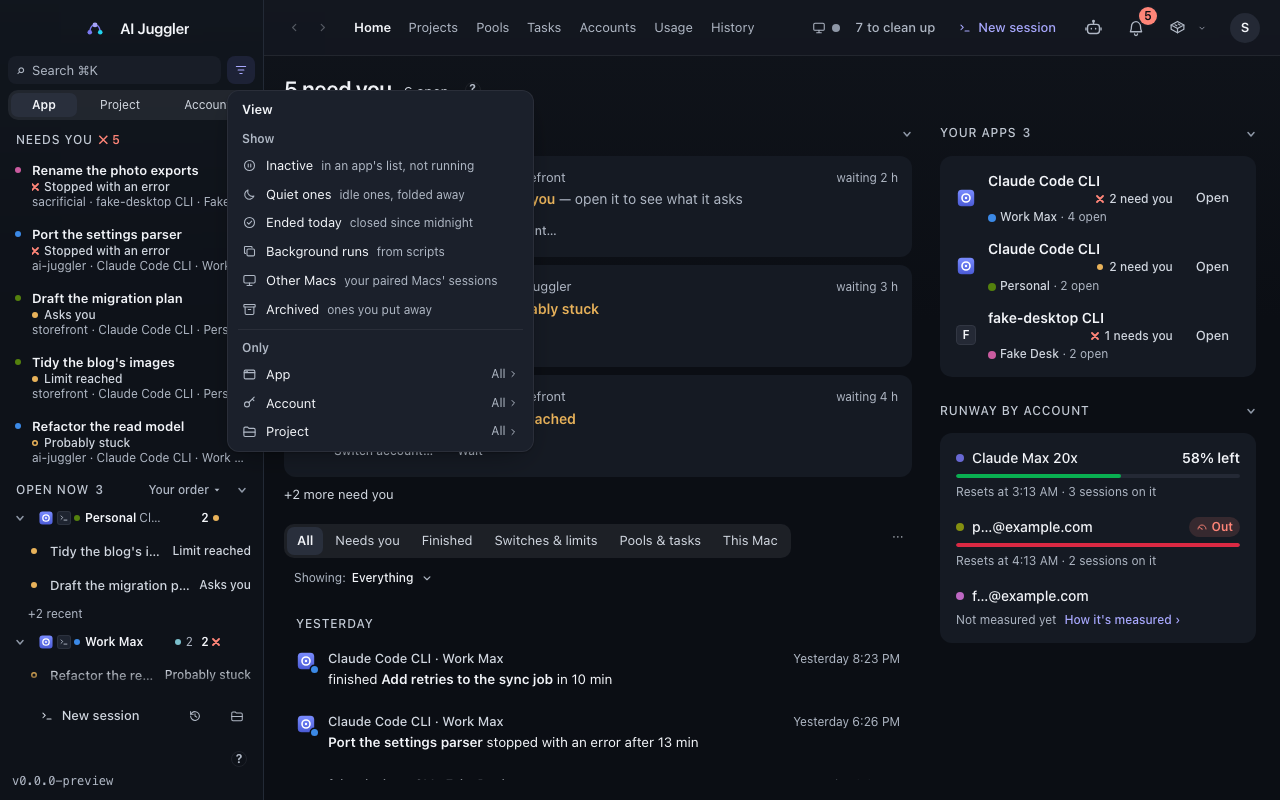 AI Juggler
Search ⌘K
App Project Accoun
NEEDS YOU 5
Rename the photo exports
Stopped with an error
sacrificial · fake-desktop CLI · Fake
Port the settings parser
Stopped with an error
ai-juggler · Claude Code CLI · Work
Draft the migration plan
Asks you
storefront · Claude Code CLI · Pers
Tidy the blog's images
Limit reached
storefront · Claude Code CLI · Pers
Refactor the read model
Probably stuck
ai-juggler · Claude Code CLI · Work ...
OPEN NOW 3 Your order
Personal Cl... 2
Tidy the blog's i... Limit reached
Draft the migration p... Asks you
+2 recent
Work Max 2 2
Refactor the re... Probably stuck
New session
?
v0.0.0-preview
Home Projects Pools Tasks Accounts Usage History
7 to clean up
New session
5
S
5 need you 6 open ?
View
Show
Inactive in an app's list, not running
Quiet ones idle ones, folded away
Ended today closed since midnight
Background runs from scripts
Other Macs your paired Macs' sessions
Archived ones you put away
Only
App All ›
Account All ›
Project All ›
efront waiting 2 h
you — open it to see what it asks
nt...
uggler waiting 3 h
ably stuck
efront waiting 4 h
ached
Switch account... Wait
+2 more need you
All Needs you Finished Switches & limits Pools & tasks This Mac
...
Showing: Everything
YESTERDAY
Claude Code CLI · Work Max Yesterday 8:23 PM
finished Add retries to the sync job in 10 min
Claude Code CLI · Work Max Yesterday 6:26 PM
Port the settings parser stopped with an error after 13 min
YOUR APPS 3
Claude Code CLI
2 need you Open
Work Max · 4 open
Claude Code CLI
2 need you Open
Personal · 2 open
F
fake-desktop CLI
1 needs you Open
Fake Desk · 2 open
RUNWAY BY ACCOUNT
Claude Max 20x 58% left
Resets at 3:13 AM · 3 sessions on it
p...@example.com Out
Resets at 4:13 AM · 2 sessions on it
f...@example.com
Not measured yet How it's measured ›